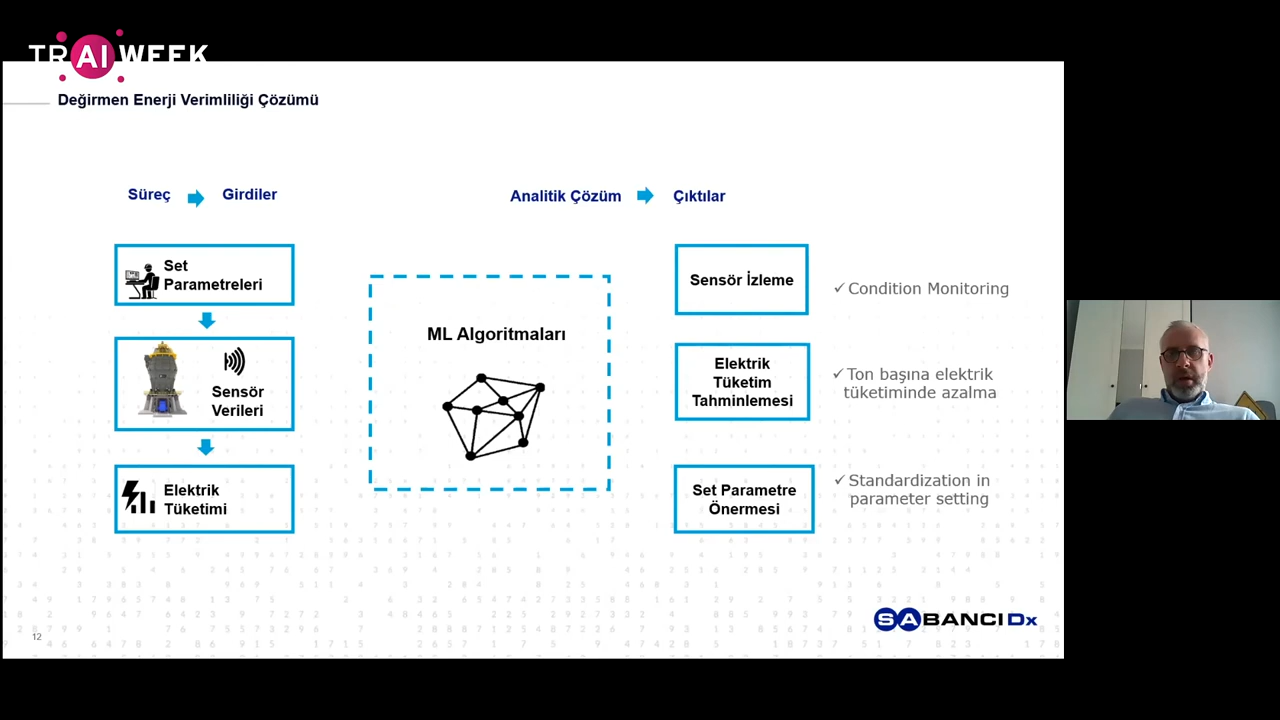 TRAI WEEK
Değirmen Enerji Verimliliği Çözümü
Süreç
Girdiler
Analitik Çözüm
Çıktılar
Set
Parametreleri
Sensör
Verileri
Elektrik
Tüketimi
ML Algoritmaları
Sensör İzleme
✓ Condition Monitoring
Elektrik
Tüketim
Tahminlemesi
✓ Ton başına elektrik
tüketiminde azalma
Set Parametre
Önermesi
✓ Standardization in
parameter setting
12
SABANCI Dx